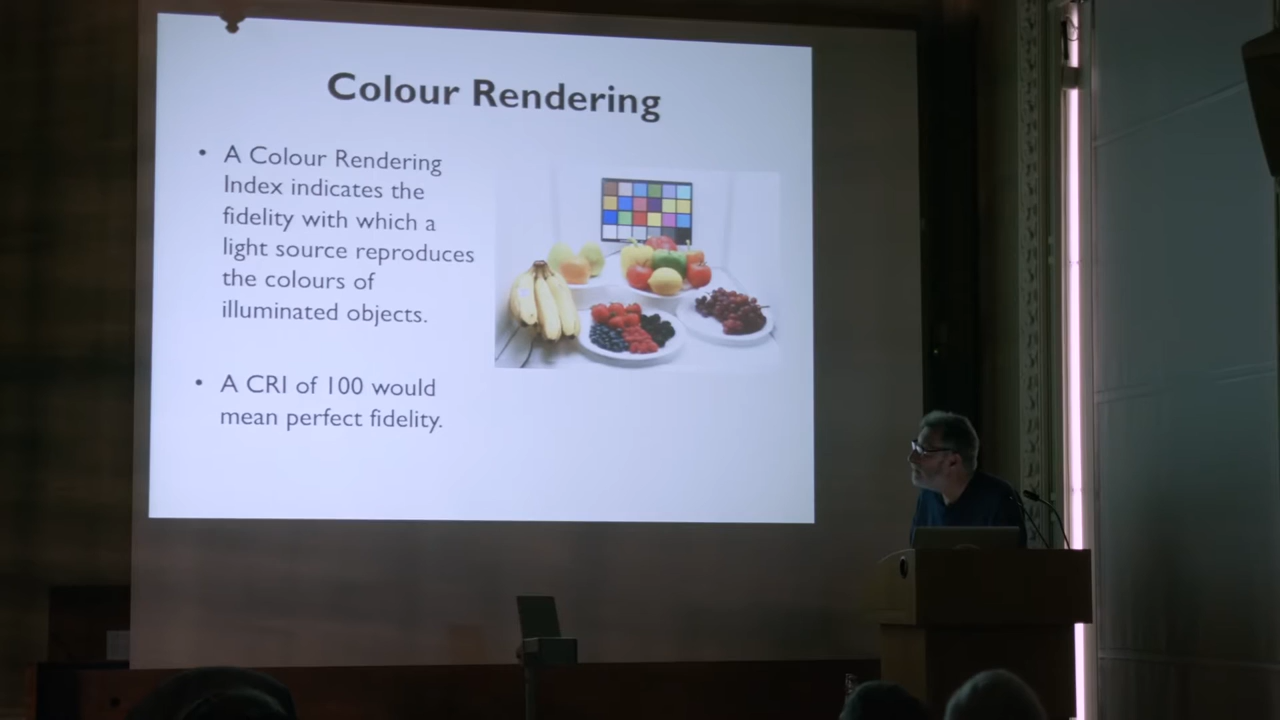 Colour Rendering
• A Colour Rendering
Index indicates the
fidelity with which a
light source reproduces
the colours of
illuminated objects.
• A CRI of 100 would
mean perfect fidelity.